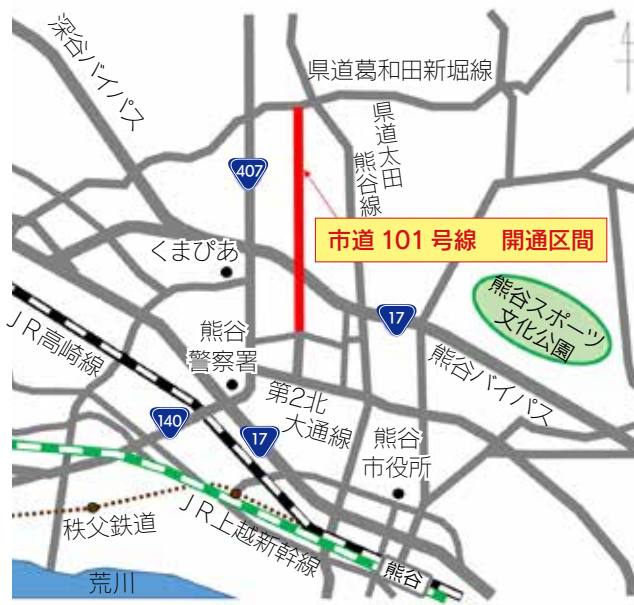 深谷バイパス
県道葛和田新堀線
県道太田
熊谷線
407
市道101号線 開通区間
くまぴあ
17
熊谷スポーツ
文化公園
熊谷バイパス
JR高崎線
熊谷
警察署
第2北
大通線
140
17
熊谷
市役所
秩父鉄道
JR上越新幹線
熊谷
荒川